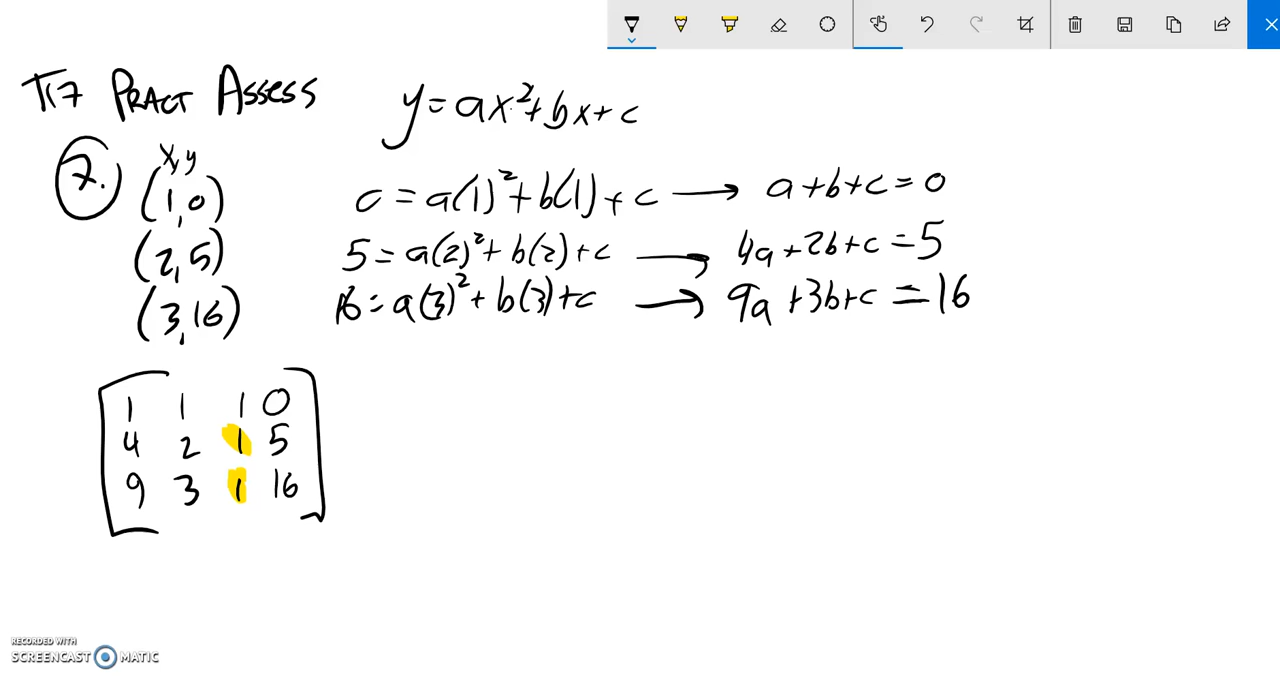 T17 PRACT ASSESS
y = ax² + bx + c
7.
x, y
(1, 0)
(2, 5)
(3, 16)
c = a(1)² + b(1) + c → a + b + c = 0
5 = a(2)² + b(2) + c → 4a + 2b + c = 5
16 = a(3)² + b(3) + c → 9a + 3b + c = 16
1 1 1 0
4 2 1 5
9 3 1 16
RECORDED WITH
SCREENCAST MATIC